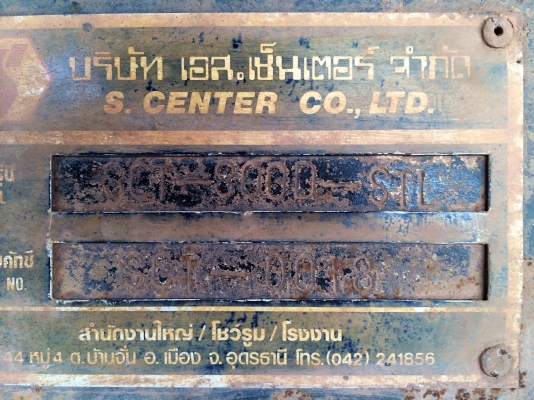 บริษัท เอส.เซ็นเตอร์ จำกัด
S. CENTER CO., LTD.
SCT-8000-STL
NO.
สำนักงานใหญ่ / โชว์รูม / โรงงาน
44 หมู่ 4 ต.บ้านจั่น อ.เมือง จ.อุดรธานี โทร.(042) 241856